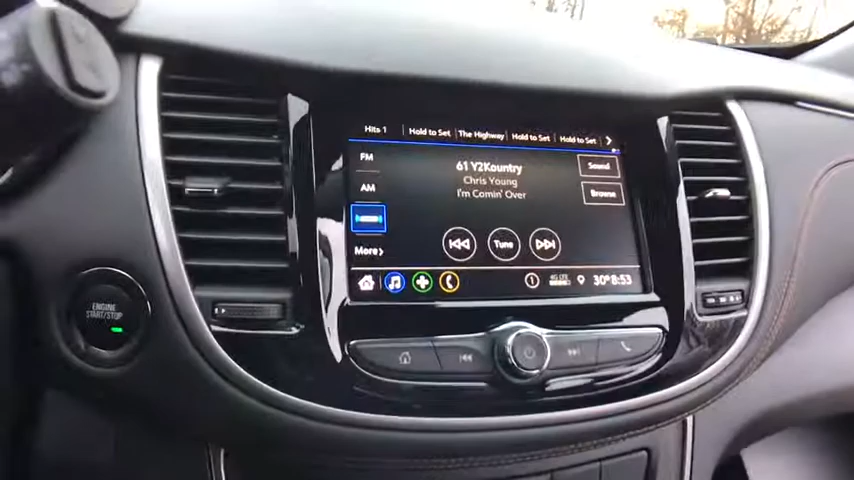 Hits 1 Hold to Set The Highway Hold to Set Hold to Set
FM
AM
More
61 Y2Kountry
Chris Young
I'm Comin' Over
Sound
Browse
Tune
1 4G LTE 30° 8:53
ENGINE
START/STOP